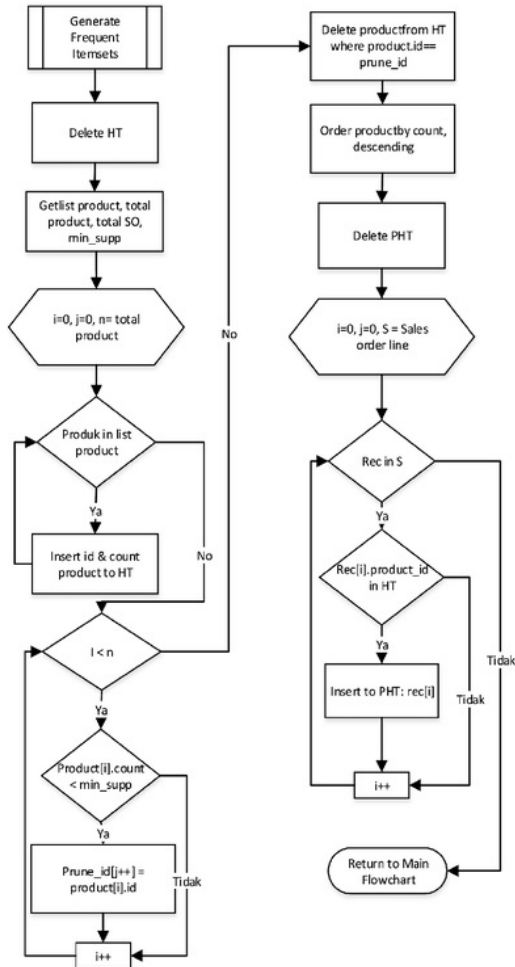 Generate
Frequent
Itemsets
Delete HT
Getlist product, total
product, total SO,
min_supp
i=0, j=0, n= total
product
Produk in list
product
Ya
No
Insert id & count
product to HT
I < n
No
Ya
Product[i].count
< min_supp
Ya
Tidak
Prune_id[j++] =
product[i].id
i++
Delete productfrom HT
where product.id==
prune_id
Order productby count,
descending
Delete PHT
i=0, j=0, S = Sales
order line
Rec in S
Ya
Tidak
Rec[i].product_id
in HT
Ya
Tidak
Insert to PHT: rec[i]
i++
Return to Main
Flowchart